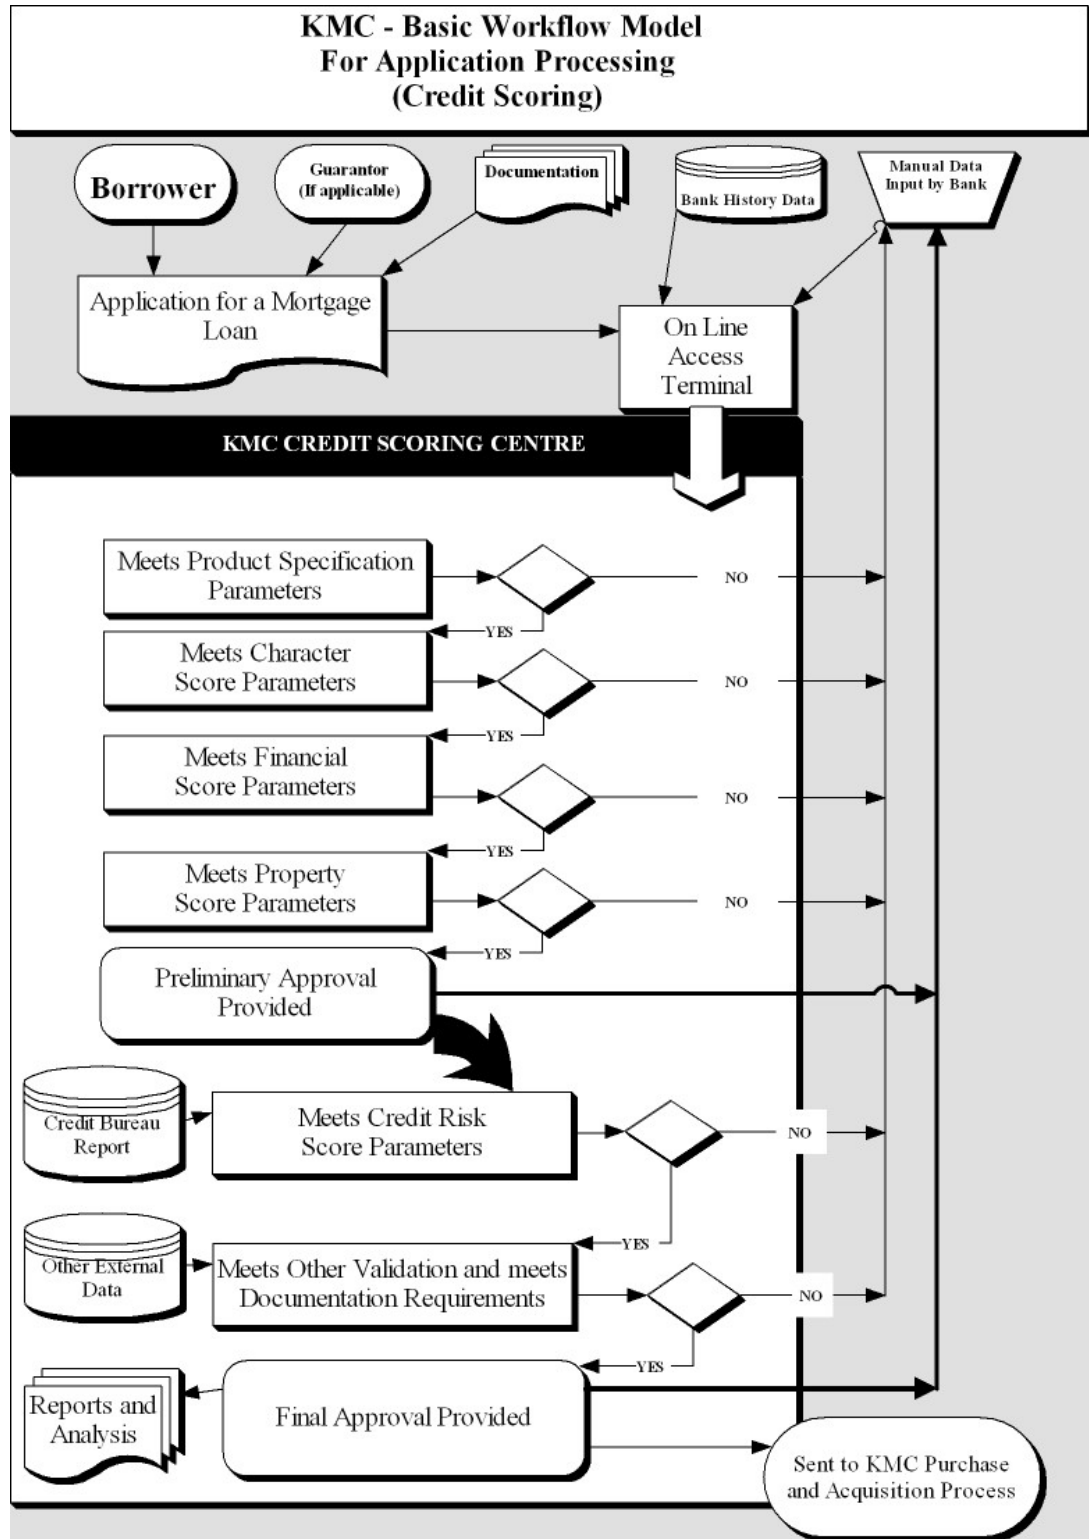 KMC - Basic Workflow Model
For Application Processing
(Credit Scoring)
Borrower
Guarantor
(If applicable)
Documentation
Bank History Data
Manual Data
Input by Bank
Application for a Mortgage
Loan
On Line
Access
Terminal
KMC CREDIT SCORING CENTRE
Meets Product Specification
Parameters
NO
YES
Meets Character
Score Parameters
NO
YES
Meets Financial
Score Parameters
NO
YES
Meets Property
Score Parameters
NO
YES
Preliminary Approval
Provided
Credit Bureau
Report
Meets Credit Risk
Score Parameters
NO
YES
Other External
Data
Meets Other Validation and meets
Documentation Requirements
NO
YES
Reports and
Analysis
Final Approval Provided
Sent to KMC Purchase
and Acquisition Process